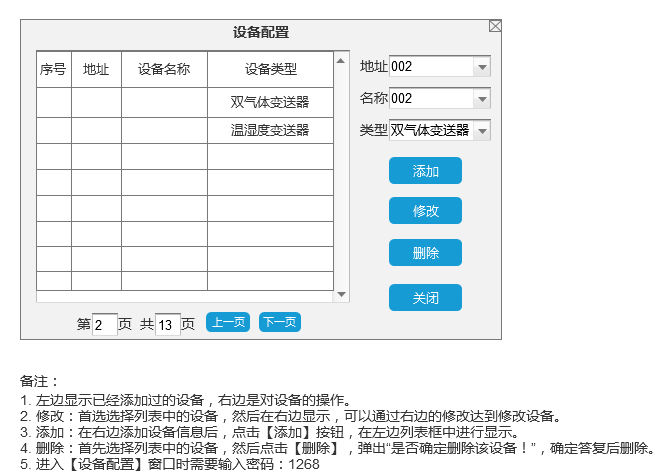 设备配置
序号 地址 设备名称 设备类型
地址 002
双气体变送器
名称 002
温湿度变送器
类型 双气体变送器
添加
修改
删除
关闭
第 2 页 共 13 页 上一页 下一页
备注：
1. 左边显示已经添加过的设备，右边是对设备的操作。
2. 修改：首选选择列表中的设备，然后在右边显示，可以通过右边的修改达到修改设备。
3. 添加：在右边添加设备信息后，点击【添加】按钮，在左边列表框中进行显示。
4. 删除：首先选择列表中的设备，然后点击【删除】，弹出“是否确定删除该设备！”，确定答复后删除。
5. 进入【设备配置】窗口时需要输入密码：1268